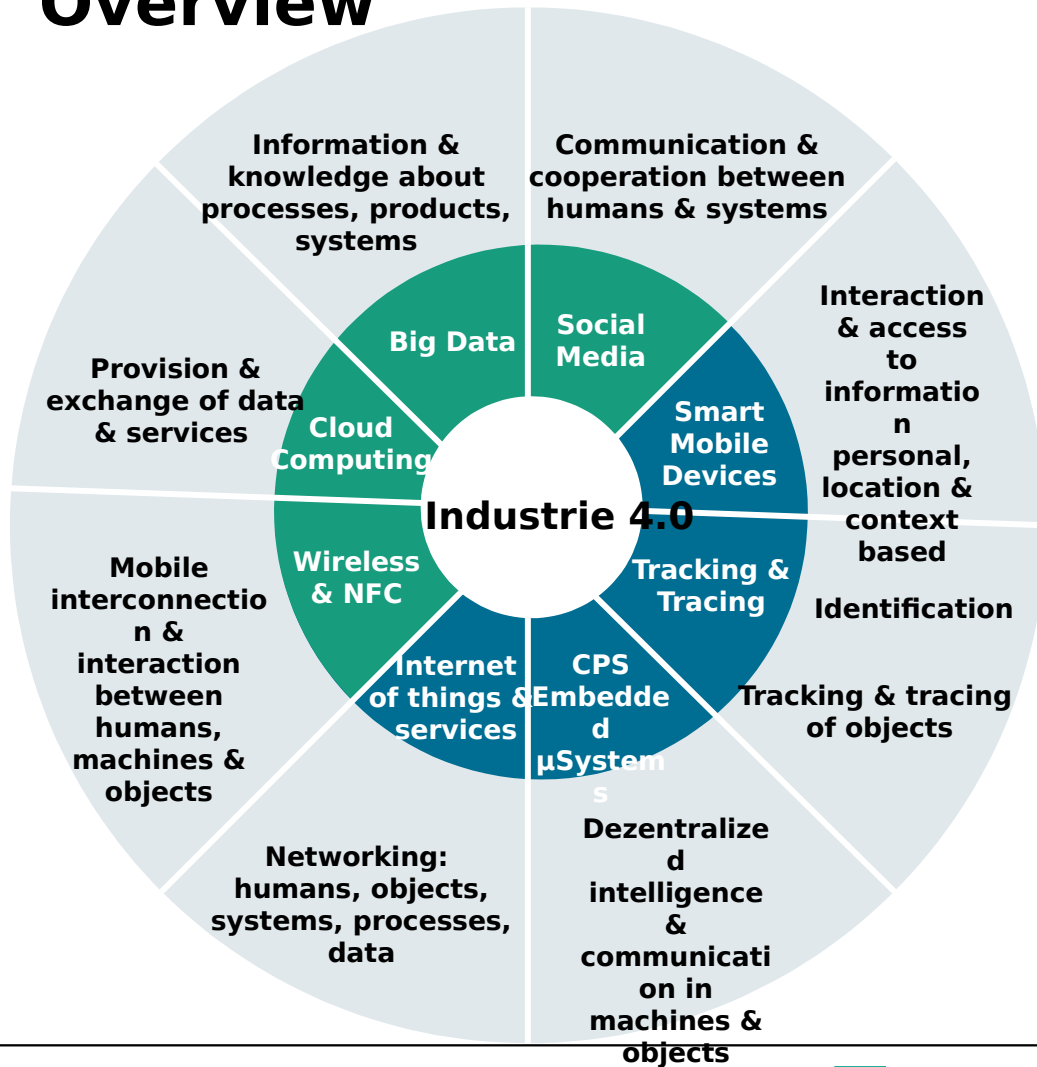 Overview
Information &
knowledge about
processes, products,
systems
Communication &
cooperation between
humans & systems
Interaction
& access
to
informatio
n
personal,
location &
context
based
Provision &
exchange of data
& services
Big Data
Social
Media
Cloud
Computing
Smart
Mobile
Devices
Industrie 4.0
Wireless
& NFC
Tracking &
Tracing
Internet
of things &
services
CPS
Embedde
d
µSystem
s
Mobile
interconnectio
n &
interaction
between
humans,
machines &
objects
Identification
Tracking & tracing
of objects
Networking:
humans, objects,
systems, processes,
data
Dezentralize
d
intelligence
&
communicati
on in
machines &
objects